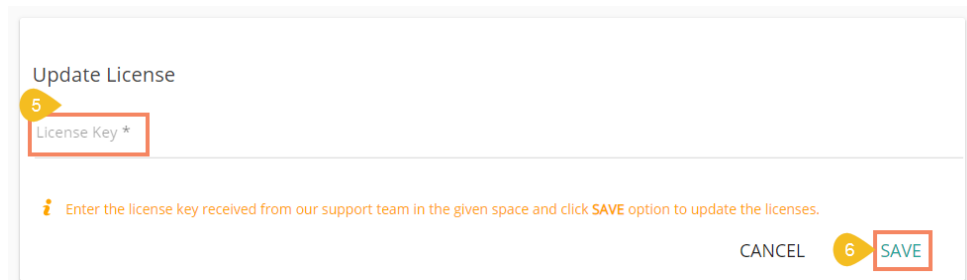 Update License
5
License Key *
i Enter the license key received from our support team in the given space and click SAVE option to update the licenses.
CANCEL 6 SAVE